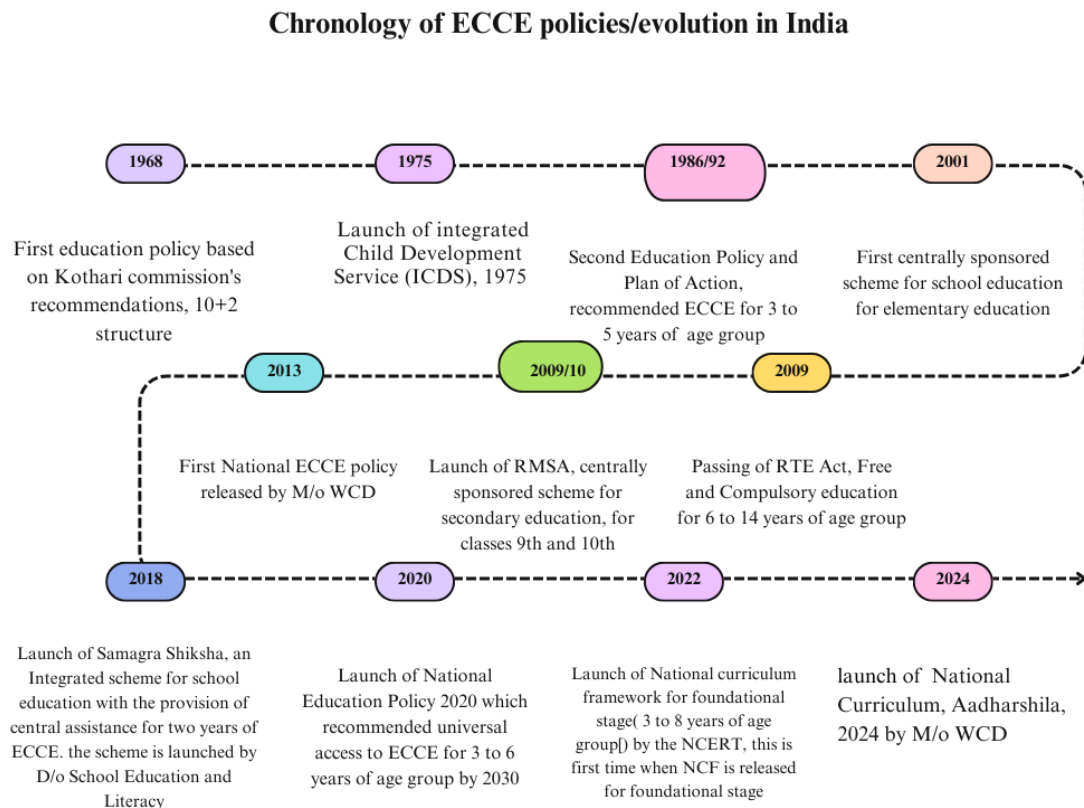 Chronology of ECCE policies/evolution in India
1968
1975
1986/92
2001
First education policy based
on Kothari commission's
recommendations, 10+2
structure
Launch of integrated
Child Development
Service (ICDS), 1975
Second Education Policy and
Plan of Action,
recommended ECCE for 3 to
5 years of age group
First centrally sponsored
scheme for school education
for elementary education
2013
2009/10
2009
First National ECCE policy
released by M/o WCD
Launch of RMSA, centrally
sponsored scheme for
secondary education, for
classes 9th and 10th
Passing of RTE Act, Free
and Compulsory education
for 6 to 14 years of age group
2018
2020
2022
2024
Launch of Samagra Shiksha, an
Integrated scheme for school
education with the provision of
central assistance for two years of
ECCE. the scheme is launched by
D/o School Education and
Literacy
Launch of National
Education Policy 2020 which
recommended universal
access to ECCE for 3 to 6
years of age group by 2030
Launch of National curriculum
framework for foundational
stage( 3 to 8 years of age
group[) by the NCERT, this is
first time when NCF is released
for foundational stage
launch of National
Curriculum, Aadharshila,
2024 by M/o WCD